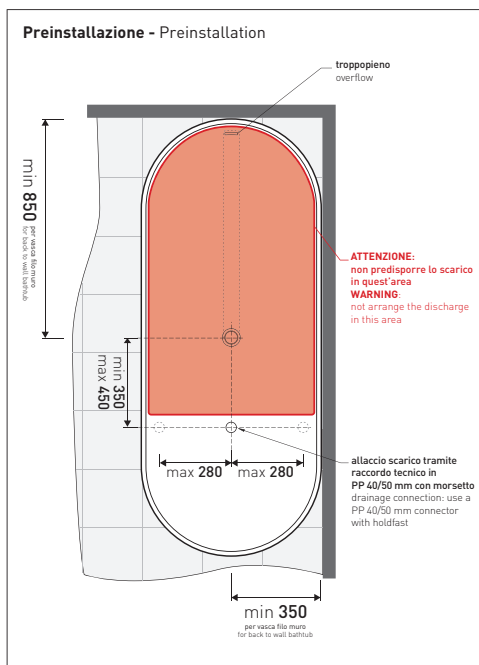 Preinstallazione - Preinstallation
troppopieno
overflow
min 850
per vasca filo muro
for back to wall bathtub
ATTENZIONE:
non predisporre lo scarico
in quest'area
WARNING:
not arrange the discharge
in this area
min 350
max 450
max 280
max 280
allaccio scarico tramite
raccordo tecnico in
PP 40/50 mm con morsetto
drainage connection: use a
PP 40/50 mm connector
with holdfast
min 350
per vasca filo muro
for back to wall bathtub